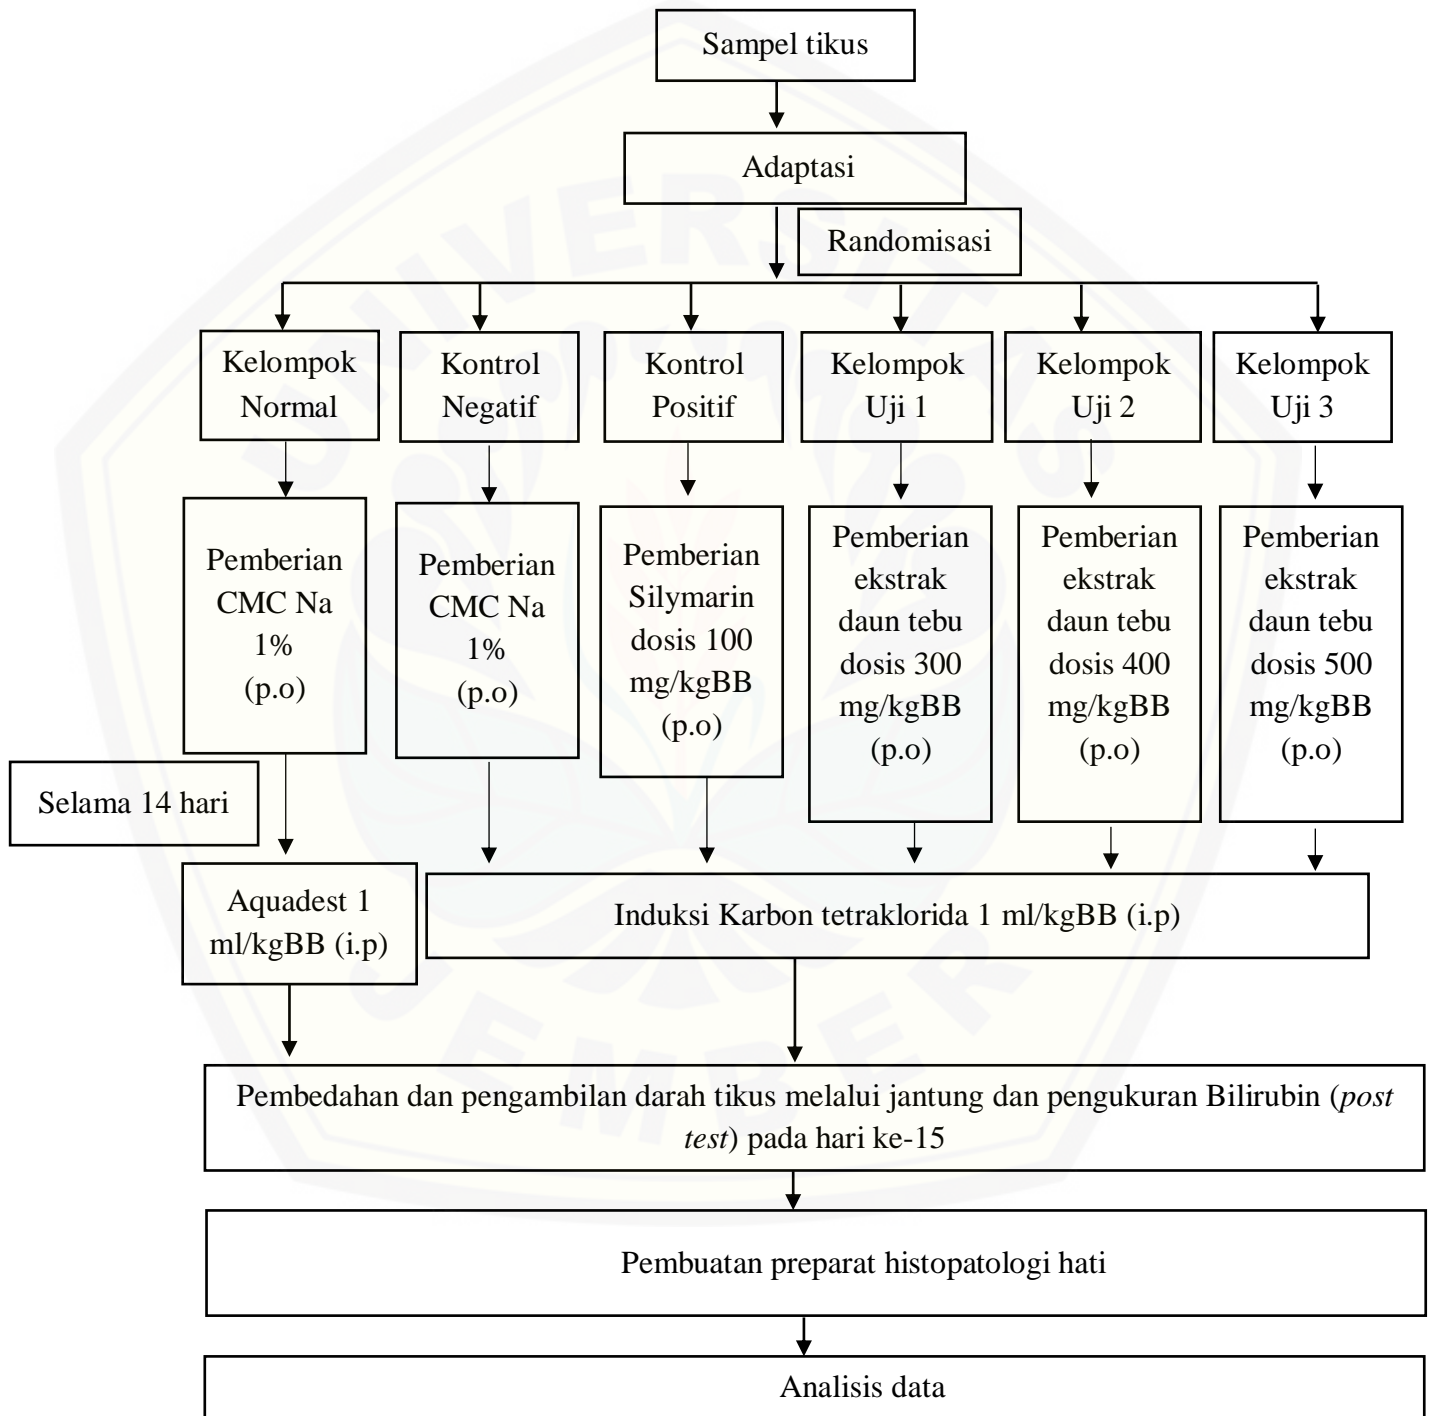 Sampel tikus
Adaptasi
Randomisasi
Kelompok
Normal
Kontrol
Negatif
Kontrol
Positif
Kelompok
Uji 1
Kelompok
Uji 2
Kelompok
Uji 3
Pemberian
CMC Na
1%
(p.o)
Pemberian
CMC Na
1%
(p.o)
Pemberian
Silymarin
dosis 100
mg/kgBB
(p.o)
Pemberian
ekstrak
daun tebu
dosis 300
mg/kgBB
(p.o)
Pemberian
ekstrak
daun tebu
dosis 400
mg/kgBB
(p.o)
Pemberian
ekstrak
daun tebu
dosis 500
mg/kgBB
(p.o)
Selama 14 hari
Aquadest 1
ml/kgBB (i.p)
Induksi Karbon tetraklorida 1 ml/kgBB (i.p)
Pembedahan dan pengambilan darah tikus melalui jantung dan pengukuran Bilirubin (post
test) pada hari ke-15
Pembuatan preparat histopatologi hati
Analisis data
UNIVERSITAS
JEMBER